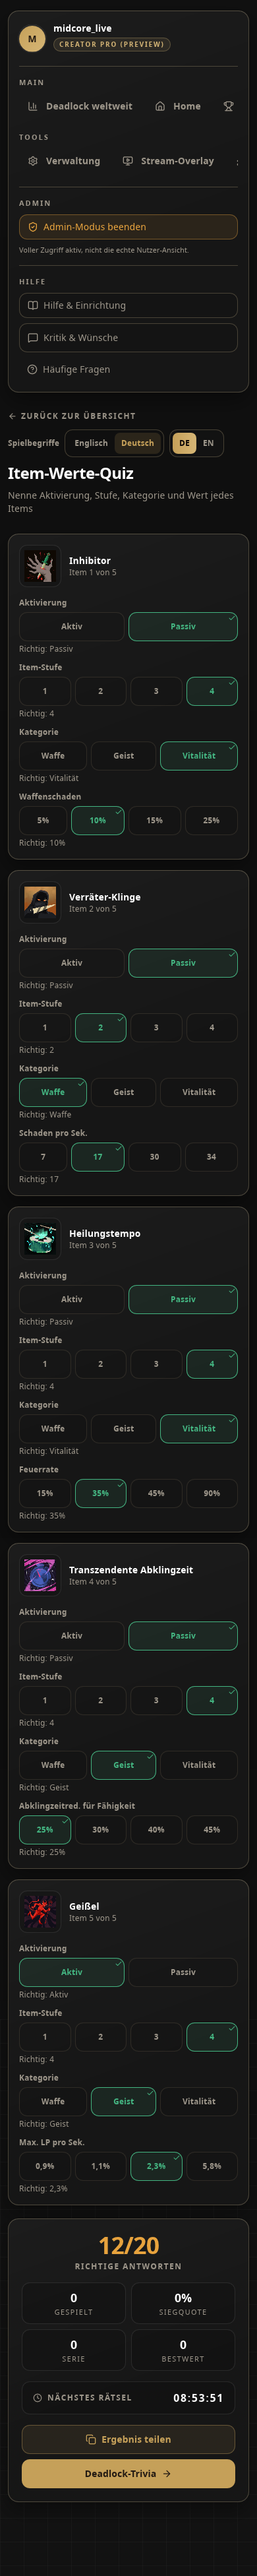 M
midcore_live
CREATOR PRO (PREVIEW)
MAIN
Deadlock weltweit Home
TOOLS
Verwaltung Stream-Overlay
ADMIN
Admin-Modus beenden
Voller Zugriff aktiv, nicht die echte Nutzer-Ansicht.
HILFE
Hilfe & Einrichtung
Kritik & Wünsche
Häufige Fragen
ZURÜCK ZUR ÜBERSICHT
Spielbegriffe Englisch Deutsch DE EN
Item-Werte-Quiz
Nenne Aktivierung, Stufe, Kategorie und Wert jedes
Items
Inhibitor
Item 1 von 5
Aktivierung
Aktiv Passiv
Richtig: Passiv
Item-Stufe
1 2 3 4
Richtig: 4
Kategorie
Waffe Geist Vitalität
Richtig: Vitalität
Waffenschaden
5% 10% 15% 25%
Richtig: 10%
Verräter-Klinge
Item 2 von 5
Aktivierung
Aktiv Passiv
Richtig: Passiv
Item-Stufe
1 2 3 4
Richtig: 2
Kategorie
Waffe Geist Vitalität
Richtig: Waffe
Schaden pro Sek.
7 17 30 34
Richtig: 17
Heilungstempo
Item 3 von 5
Aktivierung
Aktiv Passiv
Richtig: Passiv
Item-Stufe
1 2 3 4
Richtig: 4
Kategorie
Waffe Geist Vitalität
Richtig: Vitalität
Feuerrate
15% 35% 45% 90%
Richtig: 35%
Transzendente Abklingzeit
Item 4 von 5
Aktivierung
Aktiv Passiv
Richtig: Passiv
Item-Stufe
1 2 3 4
Richtig: 4
Kategorie
Waffe Geist Vitalität
Richtig: Geist
Abklingzeitred. für Fähigkeit
25% 30% 40% 45%
Richtig: 25%
Geißel
Item 5 von 5
Aktivierung
Aktiv Passiv
Richtig: Aktiv
Item-Stufe
1 2 3 4
Richtig: 4
Kategorie
Waffe Geist Vitalität
Richtig: Geist
Max. LP pro Sek.
0,9% 1,1% 2,3% 5,8%
Richtig: 2,3%
12/20
RICHTIGE ANTWORTEN
0 0%
GESPIELT SIEGQUOTE
0 0
SERIE BESTWERT
NÄCHSTES RÄTSEL 08:53:51
Ergebnis teilen
Deadlock-Trivia